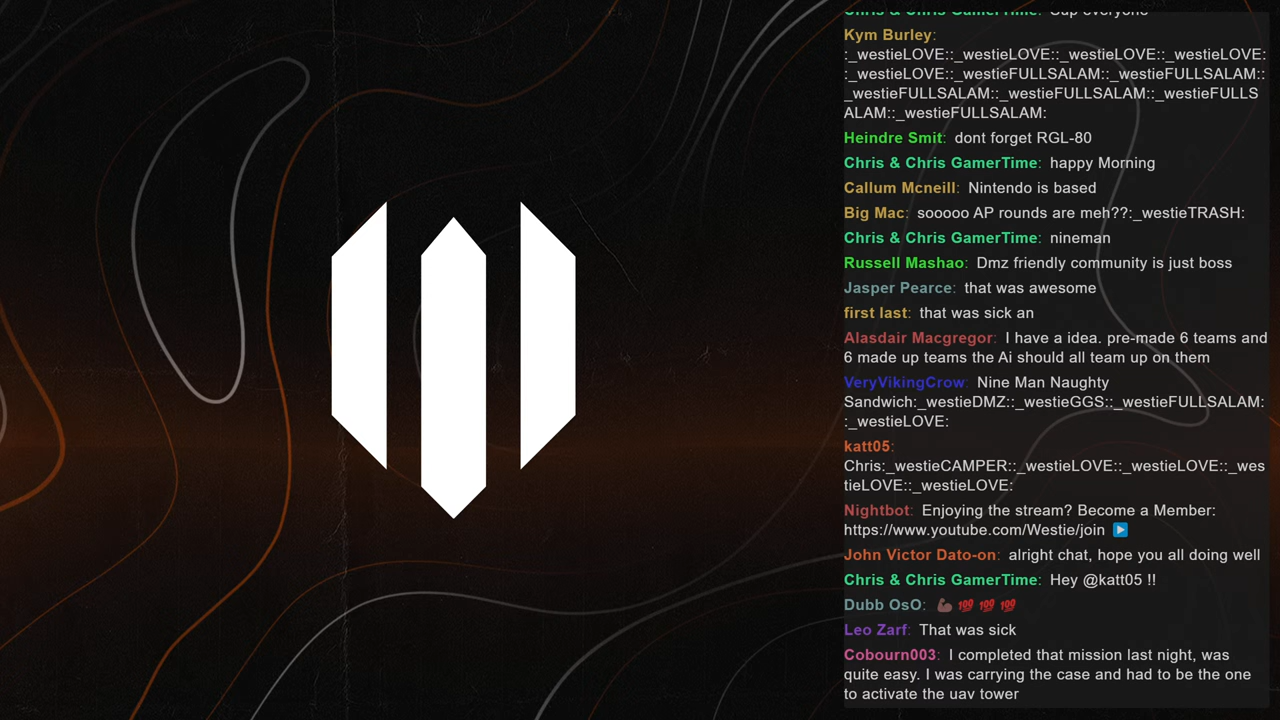 Chris & Chris GamerTime: Sup everyone
Kym Burley:
:_westieLOVE::_westieLOVE::_westieLOVE::_westieLOVE:
:_westieLOVE::_westieFULLSALAM::_westieFULLSALAM::
_westieFULLSALAM::_westieFULLSALAM::_westieFULLS
ALAM::_westieFULLSALAM:
Heindre Smit: dont forget RGL-80
Chris & Chris GamerTime: happy Morning
Callum Mcneill: Nintendo is based
Big Mac: sooooo AP rounds are meh??:_westieTRASH:
Chris & Chris GamerTime: nineman
Russell Mashao: Dmz friendly community is just boss
Jasper Pearce: that was awesome
first last: that was sick an
Alasdair Macgregor: I have a idea. pre-made 6 teams and
6 made up teams the Ai should all team up on them
VeryVikingCrow: Nine Man Naughty
Sandwich:_westieDMZ::_westieGGS::_westieFULLSALAM:
:_westieLOVE:
katt05:
Chris:_westieCAMPER::_westieLOVE::_westieLOVE::_wes
tieLOVE::_westieLOVE:
Nightbot: Enjoying the stream? Become a Member:
https://www.youtube.com/Westie/join ▶️
John Victor Dato-on: alright chat, hope you all doing well
Chris & Chris GamerTime: Hey @katt05 !!
Dubb OsO: 💪🏿 💯 💯 💯
Leo Zarf: That was sick
Cobourn003: I completed that mission last night, was
quite easy. I was carrying the case and had to be the one
to activate the uav tower